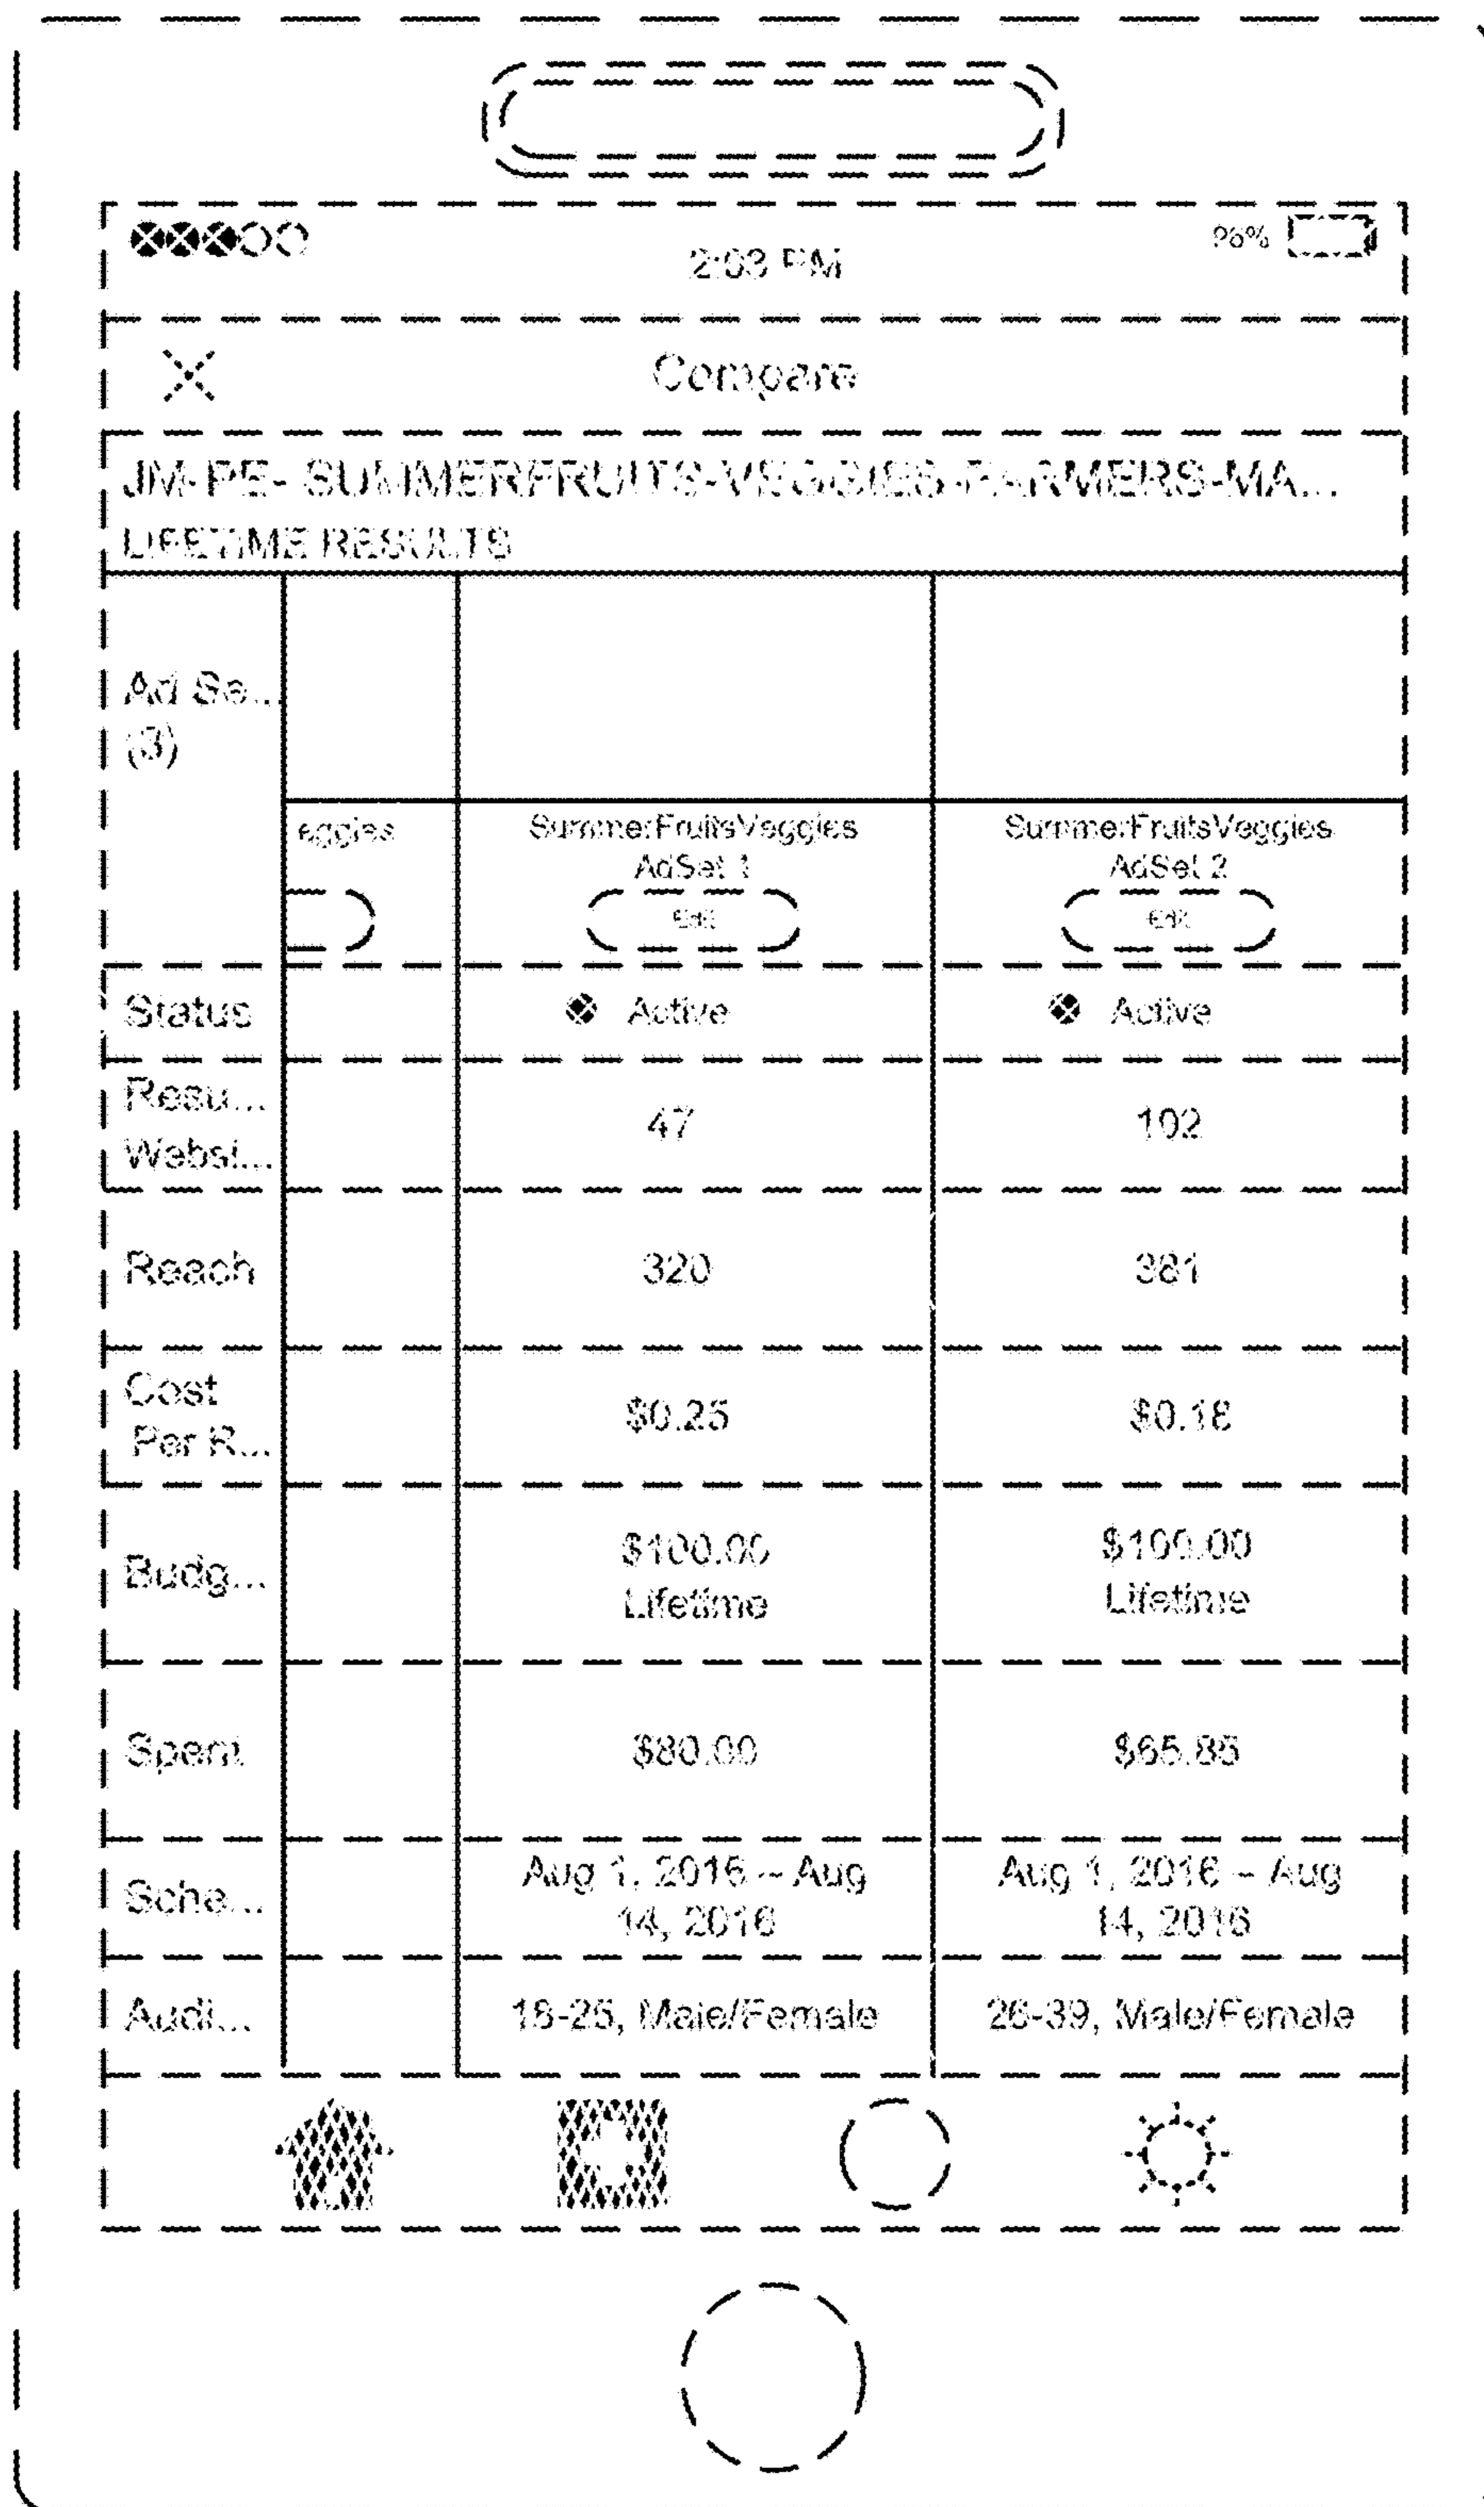 96%
2:03 PM
Compare
JM-PE- SUMMERFRUITS-VEGGIES-FARMERS-MA...
LIFETIME RESULTS
Ad Se...
(3)
eggies
SummerFruitsVeggies
AdSet 1
Edit
SummerFruitsVeggies
AdSet 2
Edit
Status
Active
Active
Resu...
Websi...
47
102
Reach
320
381
Cost
Per R...
$0.25
$0.18
Budg...
$100.00
Lifetime
$100.00
Lifetime
Spent
$80.00
$65.85
Sche...
Aug 1, 2016 – Aug
14, 2016
Aug 1, 2016 – Aug
14, 2016
Audi...
18-25, Male/Female
26-39, Male/Female